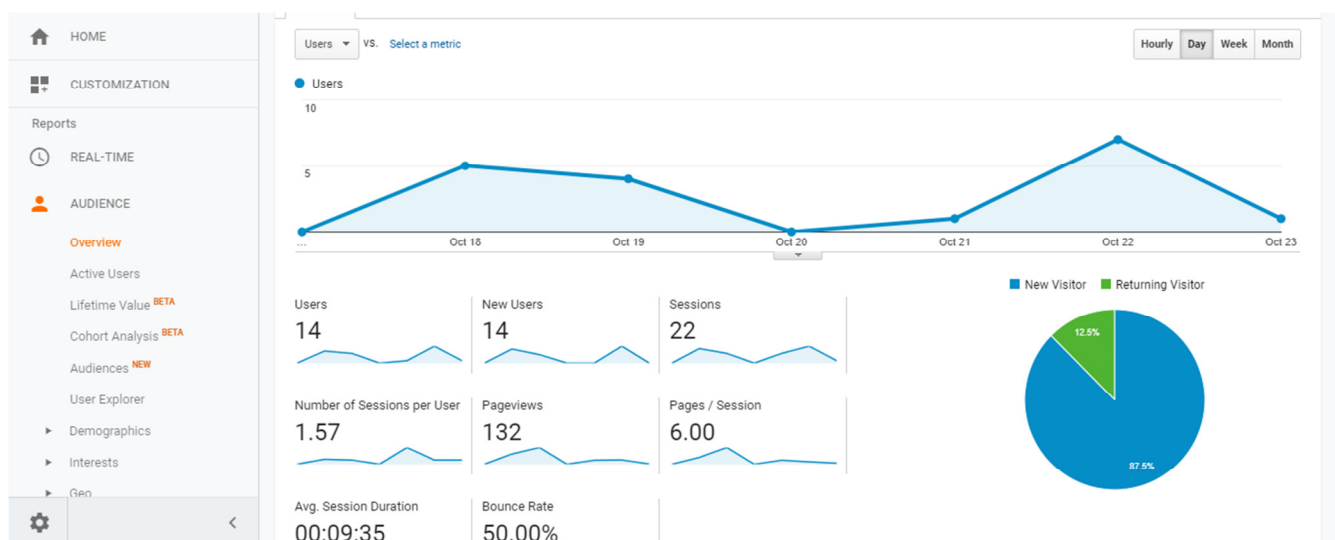 HOME
CUSTOMIZATION
Reports
REAL-TIME
AUDIENCE
Overview
Active Users
Lifetime Value BETA
Cohort Analysis BETA
Audiences NEW
User Explorer
Demographics
Interests
Geo
Users VS. Select a metric
Hourly Day Week Month
Users
10
5
... Oct 18 Oct 19 Oct 20 Oct 21 Oct 22 Oct 23
New Visitor Returning Visitor
Users New Users Sessions
14 14 22
12.5%
87.5%
Number of Sessions per User Pageviews Pages / Session
1.57 132 6.00
Avg. Session Duration Bounce Rate
00:09:35 50.00%